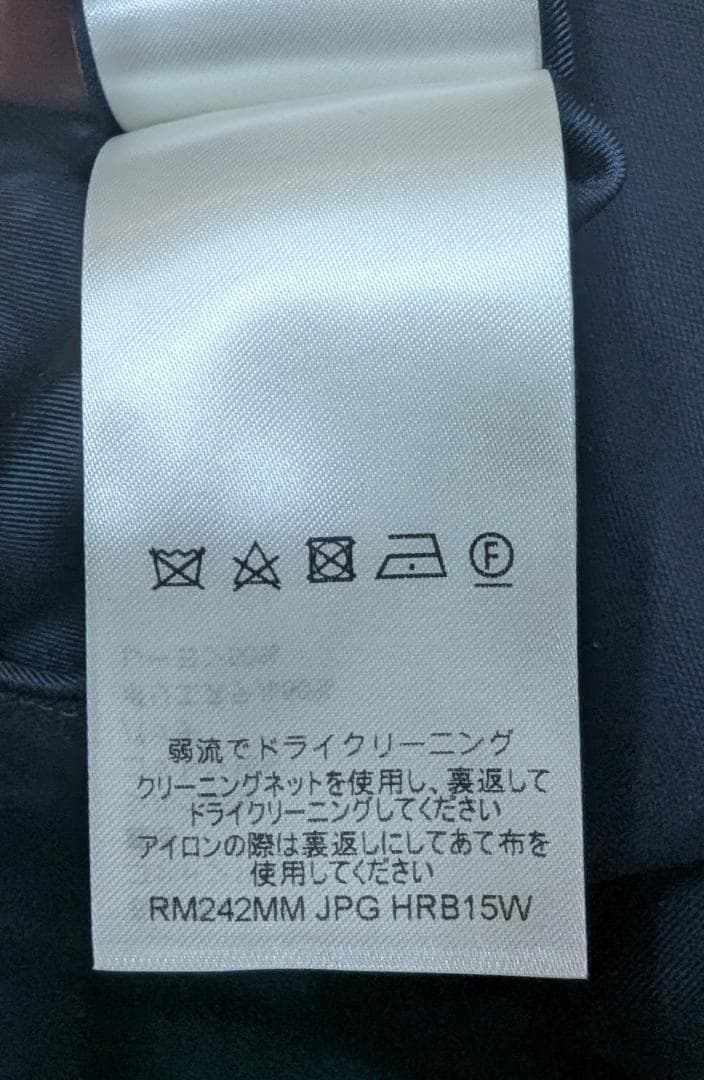 F
弱流でドライクリーニング
クリーニングネットを使用し、裏返して
ドライクリーニングしてください
アイロンの際は裏返しにしてあて布を
使用してください
RM242MM JPG HRB15W